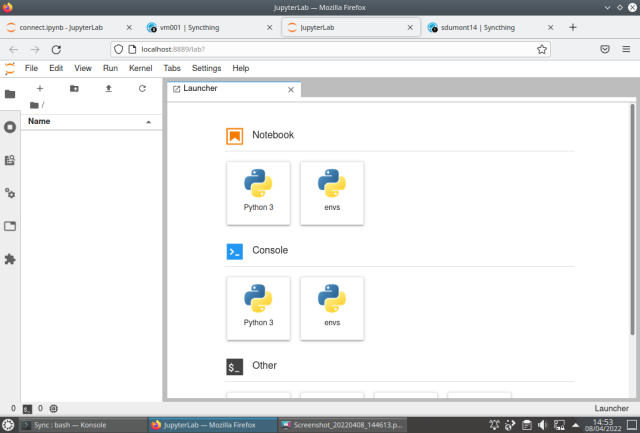 JupyterLab — Mozilla Firefox
connect.ipynb - JupyterLab
vm001 | Syncthing
JupyterLab
sdumont14 | Syncthing
localhost:8889/lab?
File Edit View Run Kernel Tabs Settings Help
Launcher
/
Name
Notebook
Python 3
envs
Console
Python 3
envs
$_ Other
0 $_ 0
Launcher
Sync : bash — Konsole
JupyterLab — Mozilla Firefox
Screenshot_20220408_144613.p...
14:53
08/04/2022